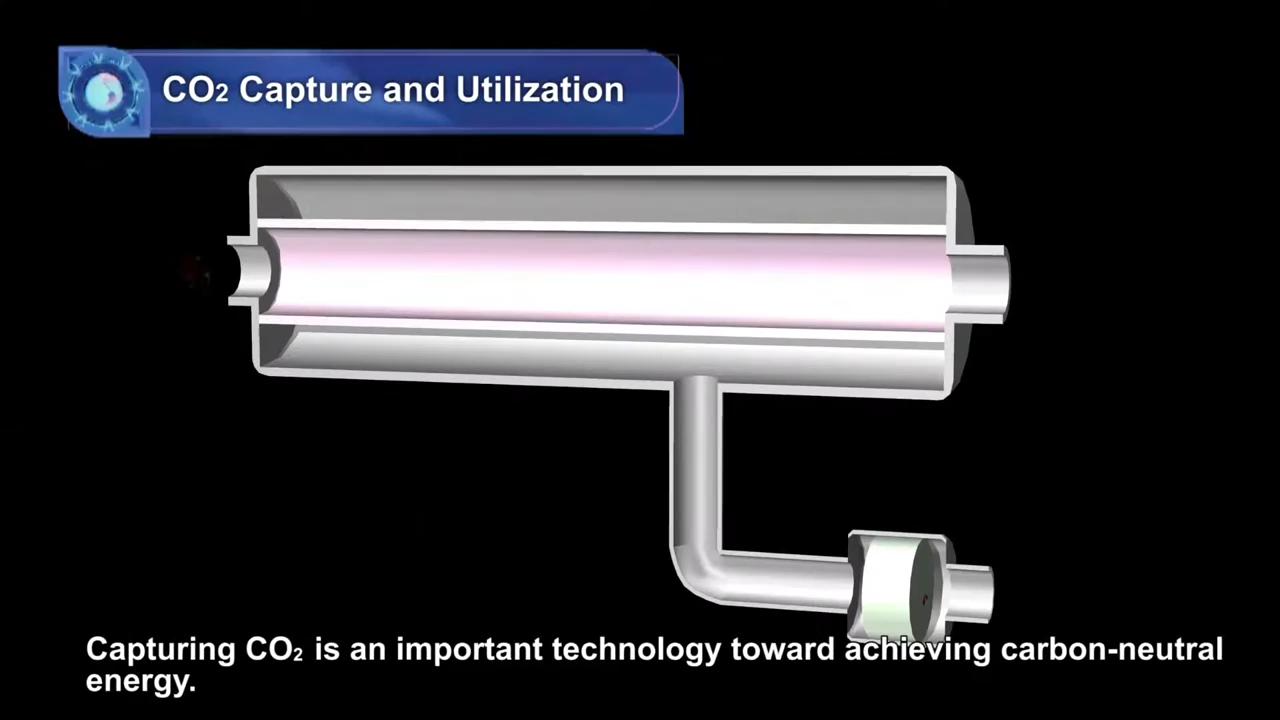 CO₂ Capture and Utilization
Capturing CO₂ is an important technology toward achieving carbon-neutral
energy.